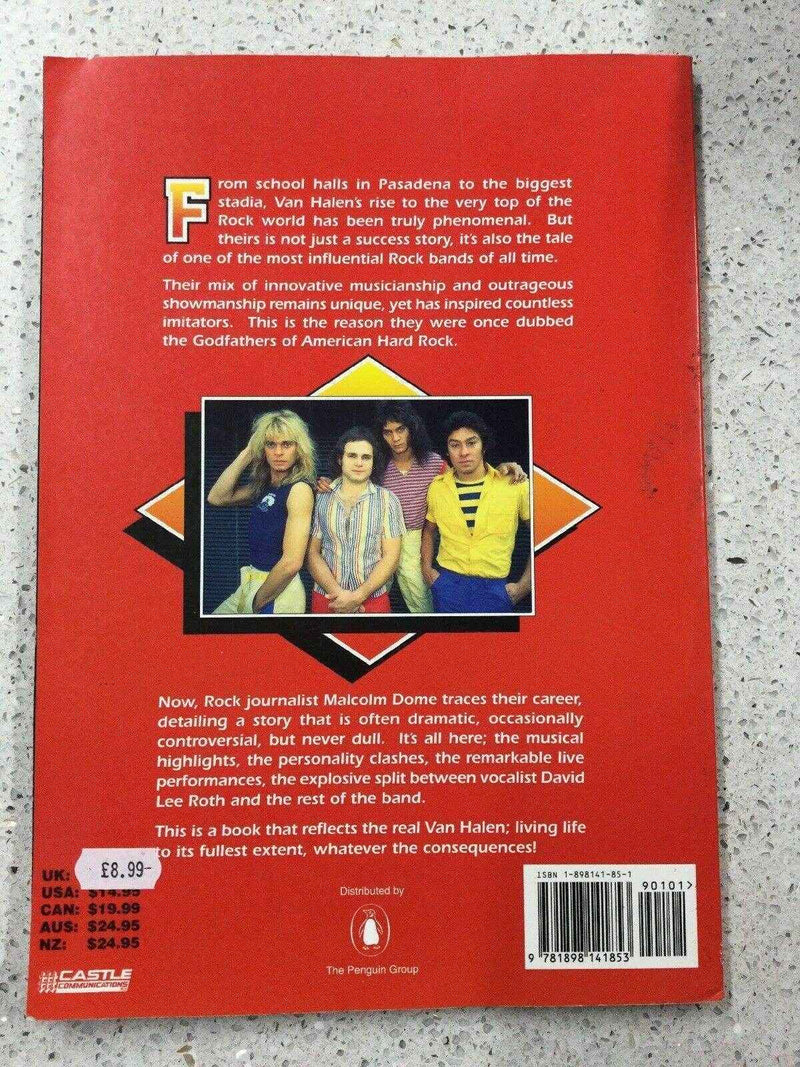 From school halls in Pasadena to the biggest
stadia, Van Halen's rise to the very top of the
Rock world has been truly phenomenal. But
theirs is not just a success story, it's also the tale
of one of the most influential Rock bands of all time.
Their mix of innovative musicianship and outrageous
showmanship remains unique, yet has inspired countless
imitators. This is the reason they were once dubbed
the Godfathers of American Hard Rock.
Now, Rock journalist Malcolm Dome traces their career,
detailing a story that is often dramatic, occasionally
controversial, but never dull. It's all here; the musical
highlights, the personality clashes, the remarkable live
performances, the explosive split between vocalist David
Lee Roth and the rest of the band.
This is a book that reflects the real Van Halen; living life
to its fullest extent, whatever the consequences!
UK: £8.99
USA: $14.95
CAN: $19.99
AUS: $24.95
NZ: $24.95
CASTLE
COMMUNICATIONS
Distributed by
The Penguin Group
ISBN 1-898141-85-1
90101>
9 781898 141853